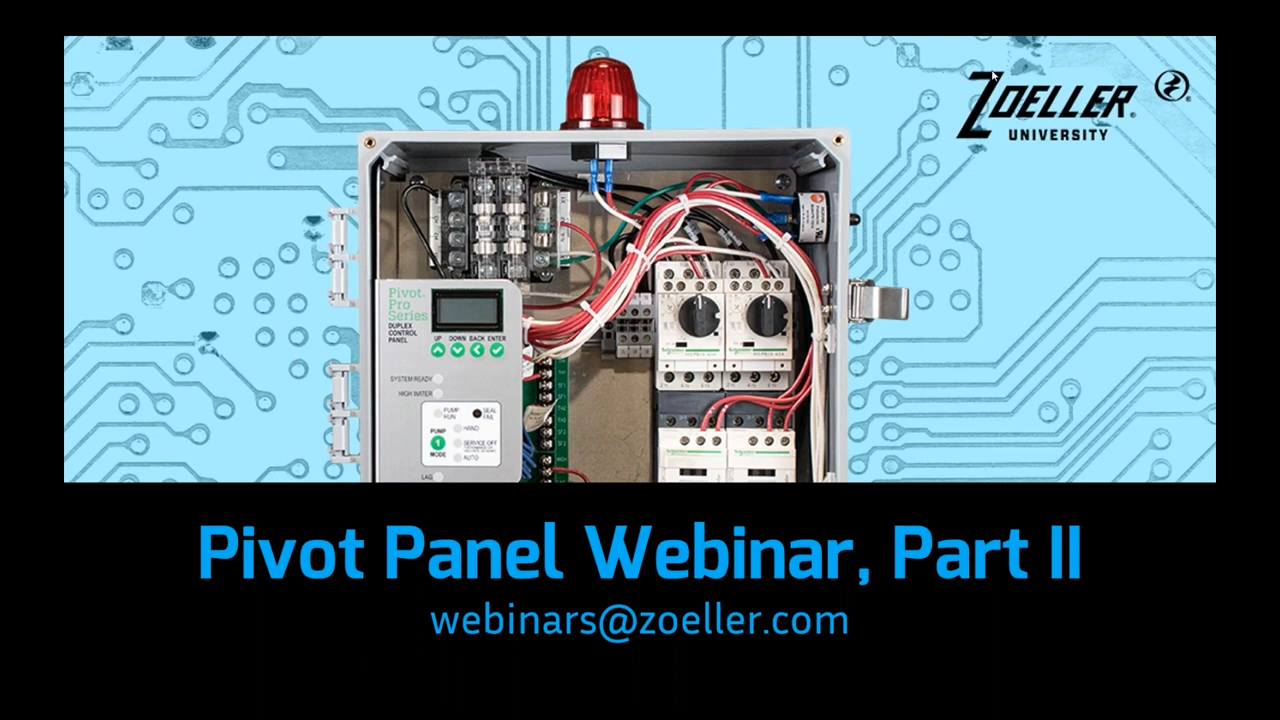 ZOELLER®
UNIVERSITY
Pivot
Pro
Series
DUPLEX
CONTROL
PANEL
UP DOWN BACK ENTER
SYSTEM READY
HIGH WATER
PUMP
RUN
SEAL
FAIL
HAND
PUMP
1
MODE
SERVICE OFF
AUTO
LAG
Pivot Panel Webinar, Part II
webinars@zoeller.com